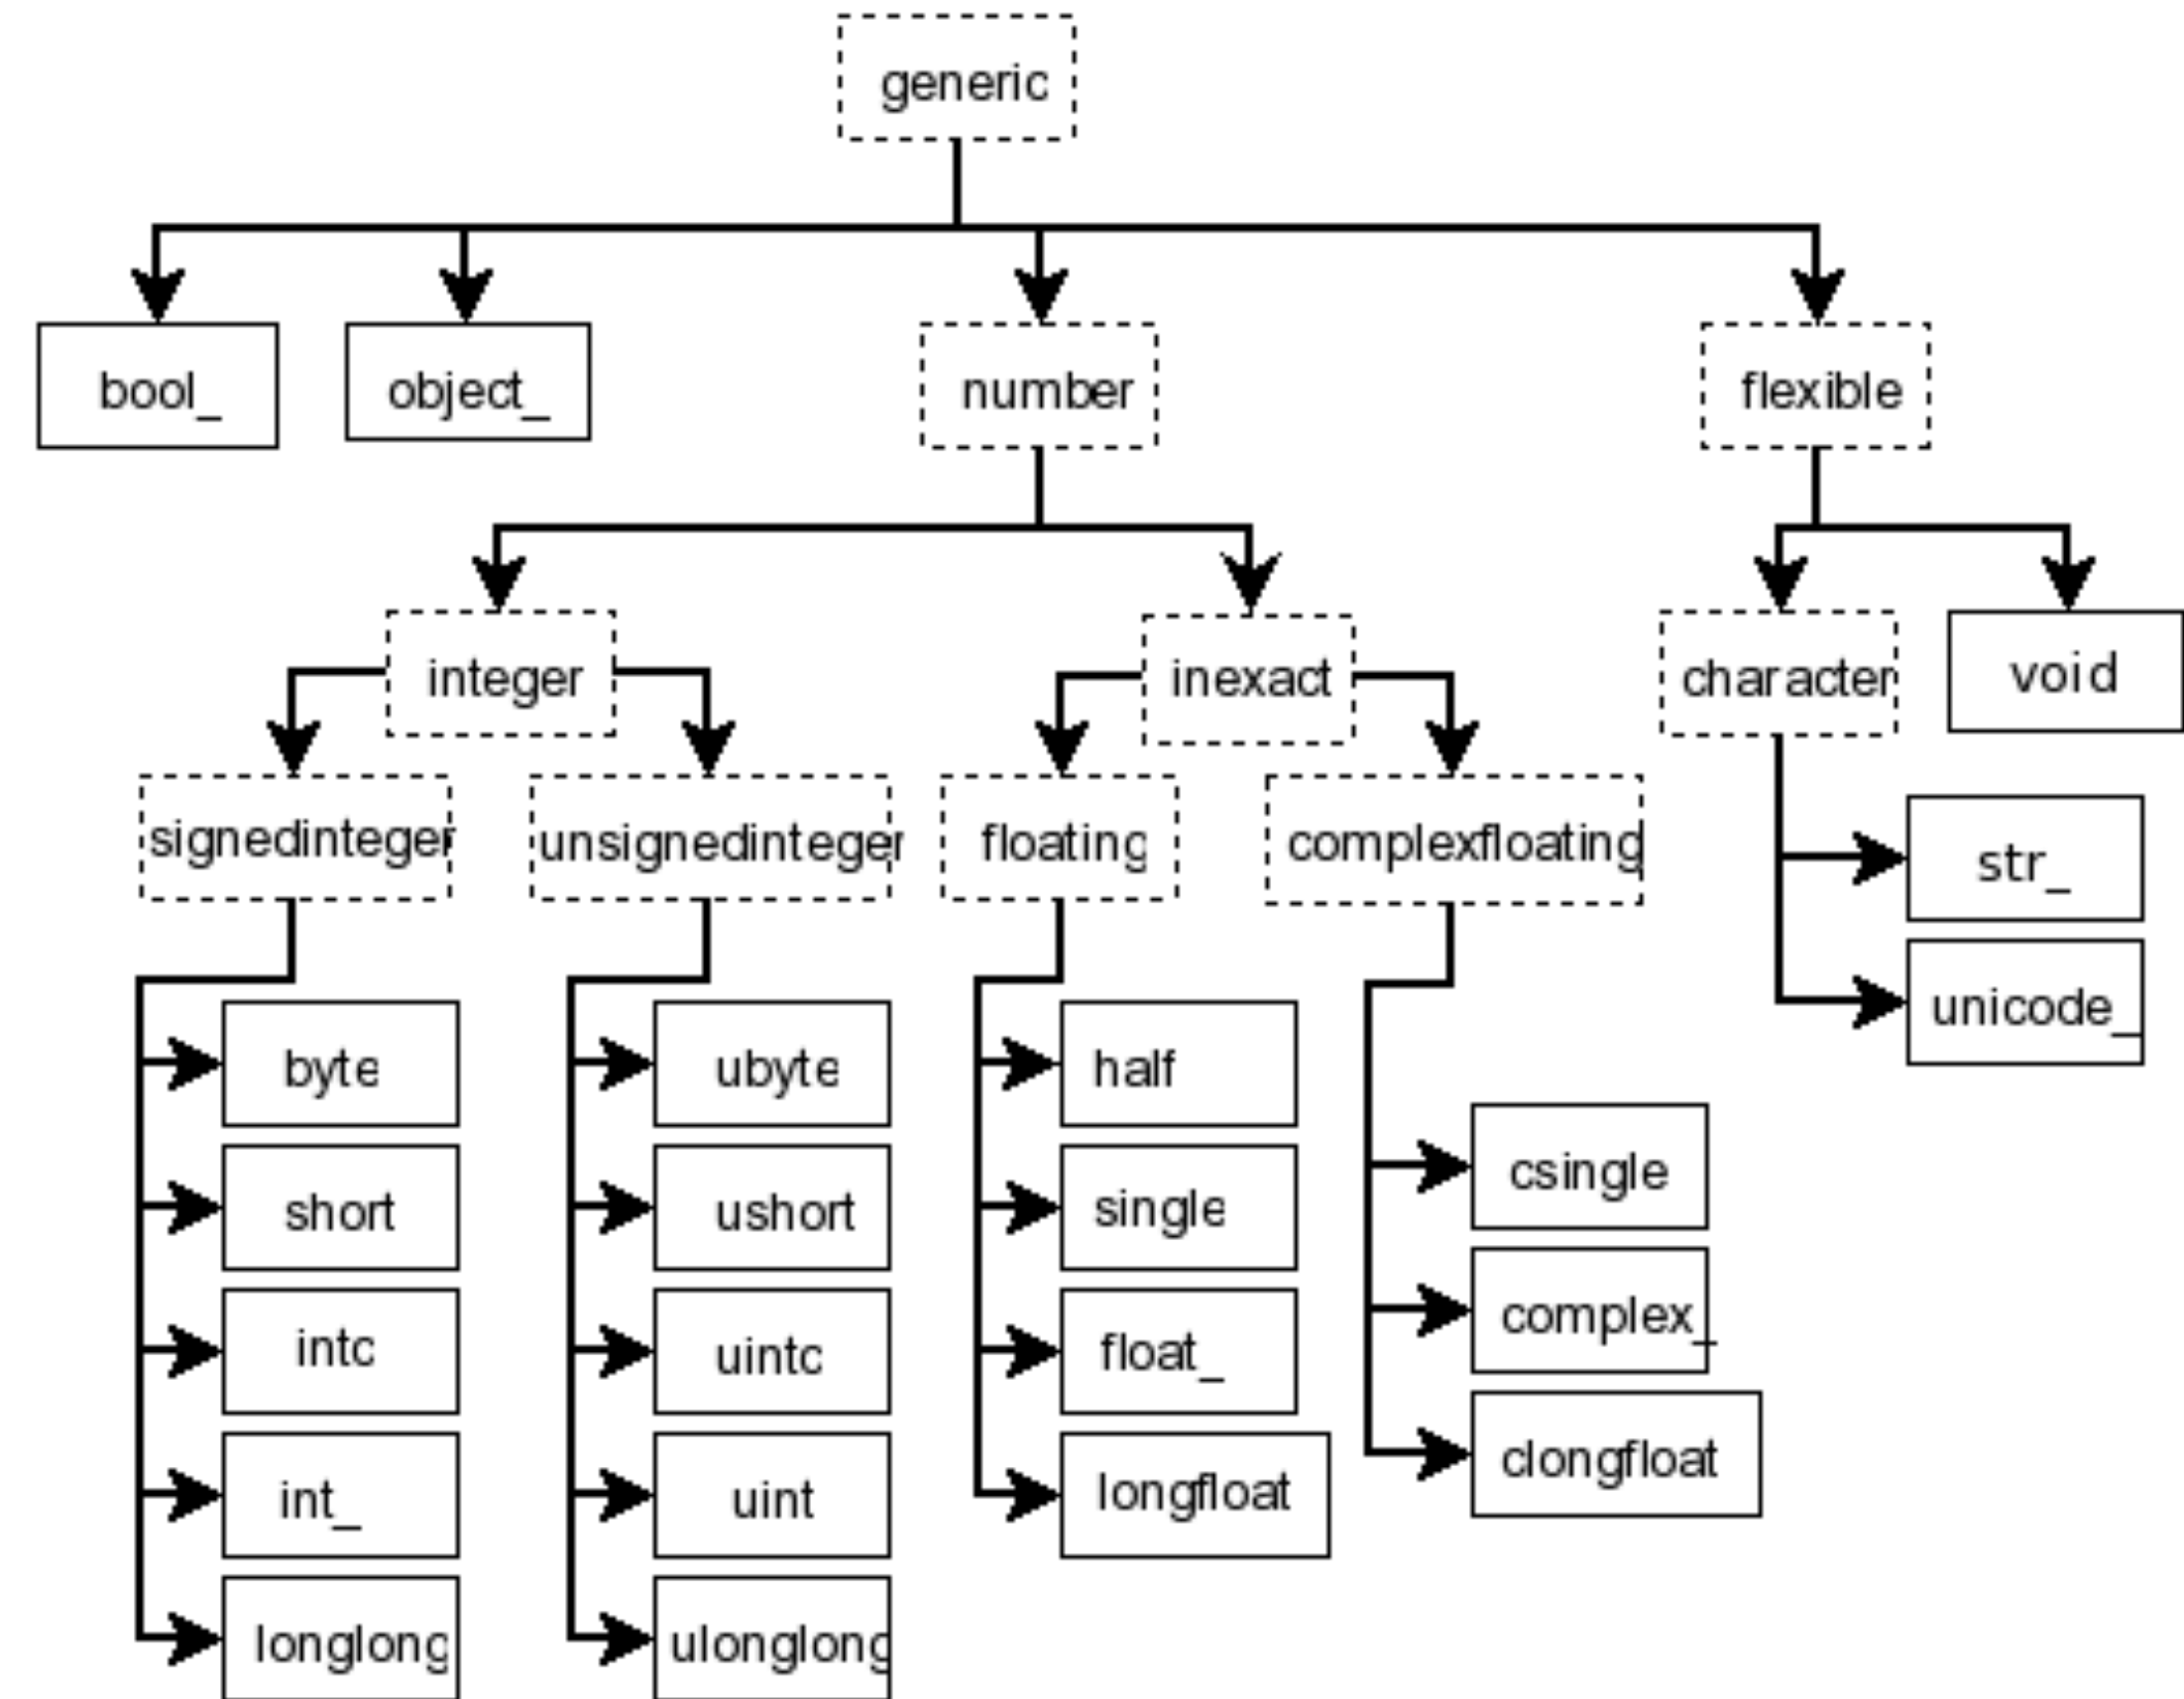 generic
bool_
object_
number
flexible
integer
inexact
character
void
signedinteger
unsignedinteger
floating
complexfloating
str_
unicode_
byte
ubyte
half
short
ushort
single
csingle
intc
uintc
float_
complex_
int_
uint
longfloat
clongfloat
longlong
ulonglong